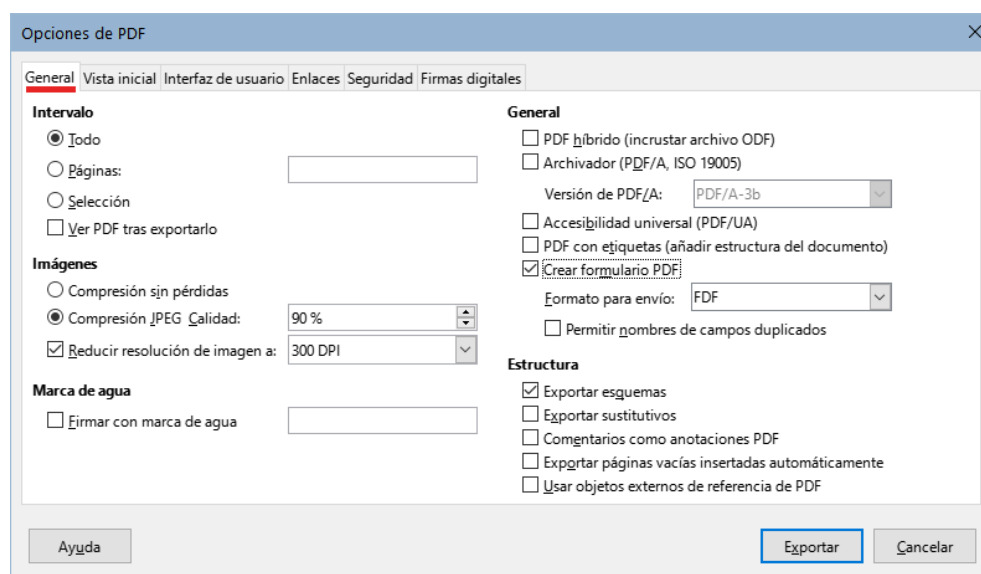 Opciones de PDF
General Vista inicial Interfaz de usuario Enlaces Seguridad Firmas digitales
Intervalo
Todo
Páginas:
Selección
Ver PDF tras exportarlo
Imágenes
Compresión sin pérdidas
Compresión JPEG Calidad: 90 %
Reducir resolución de imagen a: 300 DPI
Marca de agua
Firmar con marca de agua
General
PDF híbrido (incrustar archivo ODF)
Archivador (PDF/A, ISO 19005)
Versión de PDF/A: PDF/A-3b
Accesibilidad universal (PDF/UA)
PDF con etiquetas (añadir estructura del documento)
Crear formulario PDF
Formato para envío: FDF
Permitir nombres de campos duplicados
Estructura
Exportar esquemas
Exportar sustitutivos
Comentarios como anotaciones PDF
Exportar páginas vacías insertadas automáticamente
Usar objetos externos de referencia de PDF
Ayuda Exportar Cancelar